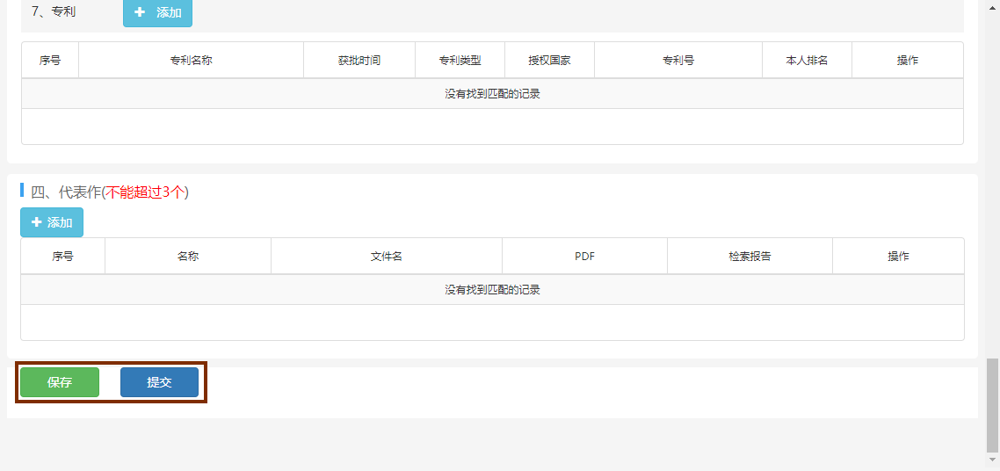 7、专利 添加
序号 专利名称 获批时间 专利类型 授权国家 专利号 本人排名 操作
没有找到匹配的记录
四、代表作(不能超过3个)
添加
序号 名称 文件名 PDF 检索报告 操作
没有找到匹配的记录
保存 提交